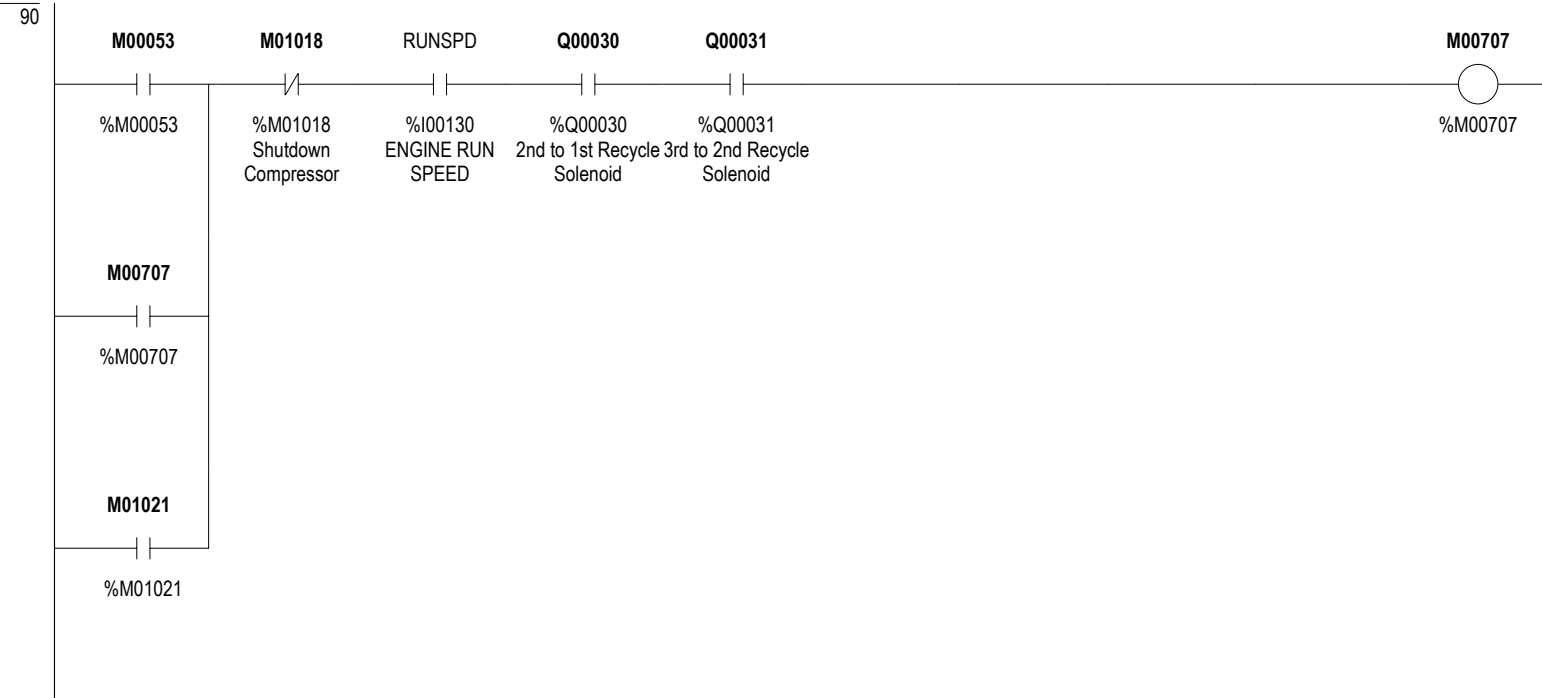 90
M00053 M01018 RUNSPD Q00030 Q00031 M00707
%M00053 %M01018 %I00130 %Q00030 %Q00031 %M00707
Shutdown ENGINE RUN 2nd to 1st Recycle 3rd to 2nd Recycle
Compressor SPEED Solenoid Solenoid
M00707
%M00707
M01021
%M01021